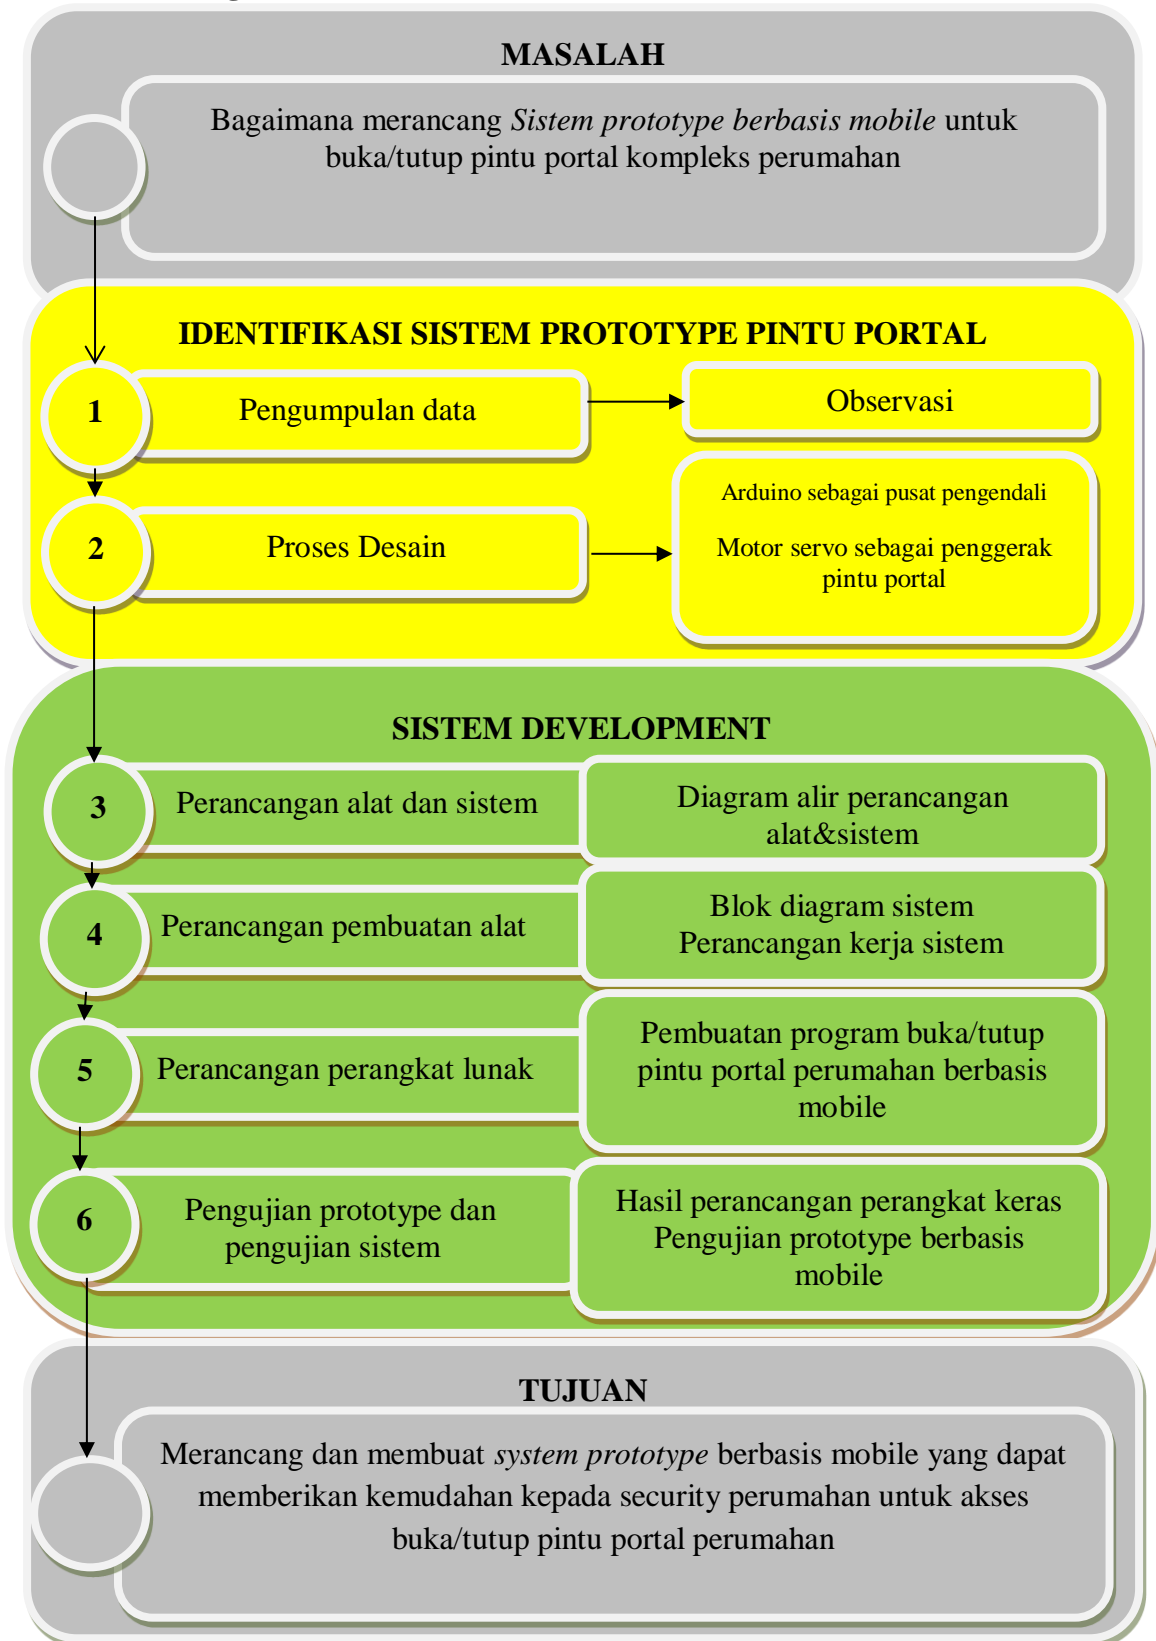 MASALAH
Bagaimana merancang Sistem prototype berbasis mobile untuk
buka/tutup pintu portal kompleks perumahan
IDENTIFIKASI SISTEM PROTOTYPE PINTU PORTAL
1
Pengumpulan data
Observasi
2
Proses Desain
Arduino sebagai pusat pengendali
Motor servo sebagai penggerak
pintu portal
SISTEM DEVELOPMENT
3
Perancangan alat dan sistem
Diagram alir perancangan
alat&sistem
4
Perancangan pembuatan alat
Blok diagram sistem
Perancangan kerja sistem
5
Perancangan perangkat lunak
Pembuatan program buka/tutup
pintu portal perumahan berbasis
mobile
6
Pengujian prototype dan
pengujian sistem
Hasil perancangan perangkat keras
Pengujian prototype berbasis
mobile
TUJUAN
Merancang dan membuat system prototype berbasis mobile yang dapat
memberikan kemudahan kepada security perumahan untuk akses
buka/tutup pintu portal perumahan